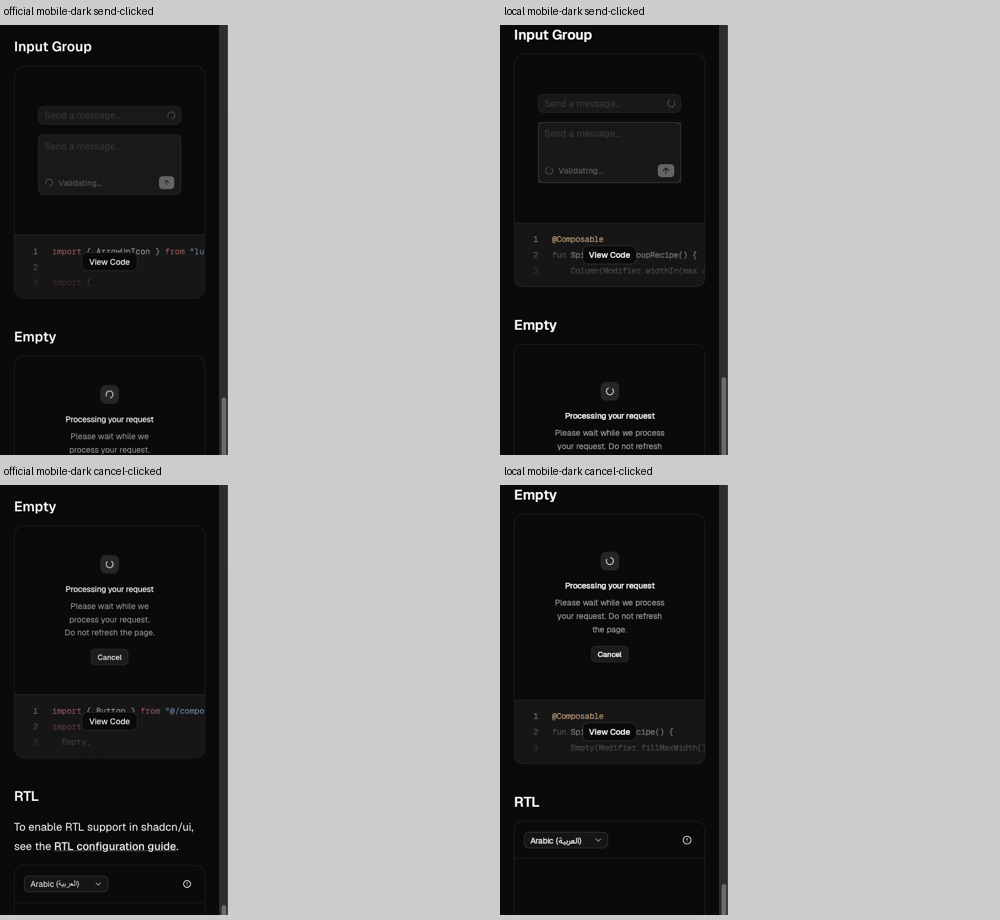 official mobile-dark send-clicked
Input Group
Send a message...
Send a message...
Validating...
1 import { ArrowUpIcon } from "lu
2
View Code
3 import {
Empty
Processing your request
Please wait while we
process your request.
local mobile-dark send-clicked
Input Group
Send a message...
Send a message...
Validating...
1 @Composable
2 fun Spi View Code oupRecipe() {
3 Column(Modifier.widthIn(max =
Empty
Processing your request
Please wait while we process
your request. Do not refresh
official mobile-dark cancel-clicked
Empty
Processing your request
Please wait while we
process your request.
Do not refresh the page.
Cancel
1 import { Button } from "@/compo
2 import View Code
3 Empty,
RTL
To enable RTL support in shadcn/ui,
see the RTL configuration guide.
Arabic (العربية)
local mobile-dark cancel-clicked
Empty
Processing your request
Please wait while we process
your request. Do not refresh
the page.
Cancel
1 @Composable
2 fun Spi View Code cipe() {
3 Empty(Modifier.fillMaxWidth()
RTL
Arabic (العربية)